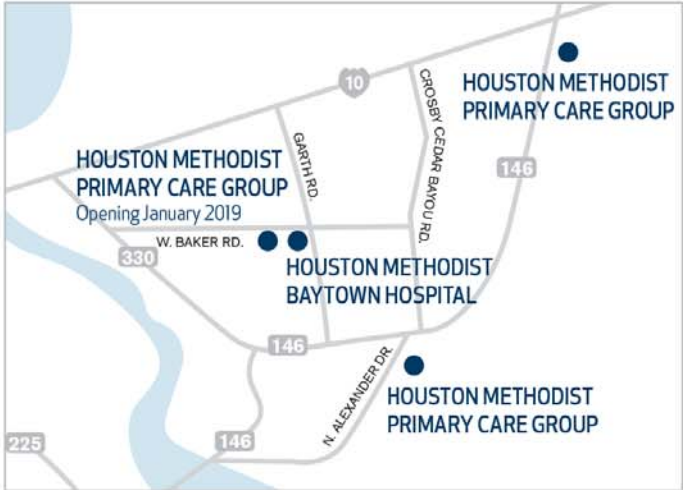 10
HOUSTON METHODIST
PRIMARY CARE GROUP
CROSBY CEDAR BAYOU RD.
GARTH RD.
HOUSTON METHODIST
PRIMARY CARE GROUP
Opening January 2019
146
W. BAKER RD.
330
HOUSTON METHODIST
BAYTOWN HOSPITAL
146
N. ALEXANDER DR.
HOUSTON METHODIST
PRIMARY CARE GROUP
225
146